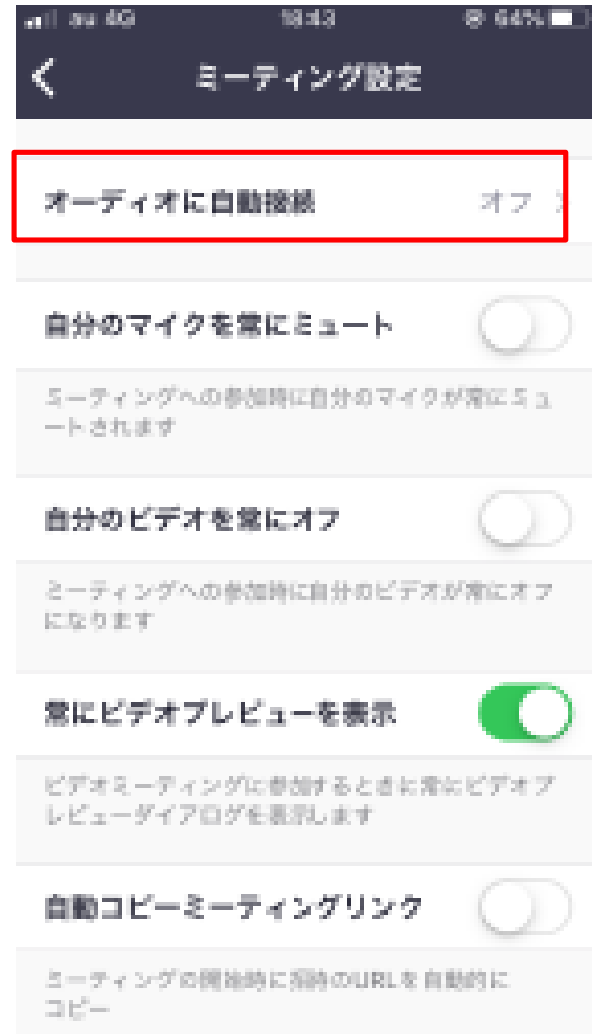 au 4G 18:43 64%
ミーティング設定
オーディオに自動接続 オフ
自分のマイクを常にミュート
ミーティングへの参加時に自分のマイクが常にミュ
ートされます
自分のビデオを常にオフ
ミーティングへの参加時に自分のビデオが常にオフ
になります
常にビデオプレビューを表示
ビデオミーティングに参加するときに常にビデオプ
レビューダイアログを表示します
自動コピーミーティングリンク
ミーティングの開始時に招待のURLを自動的に
コピー